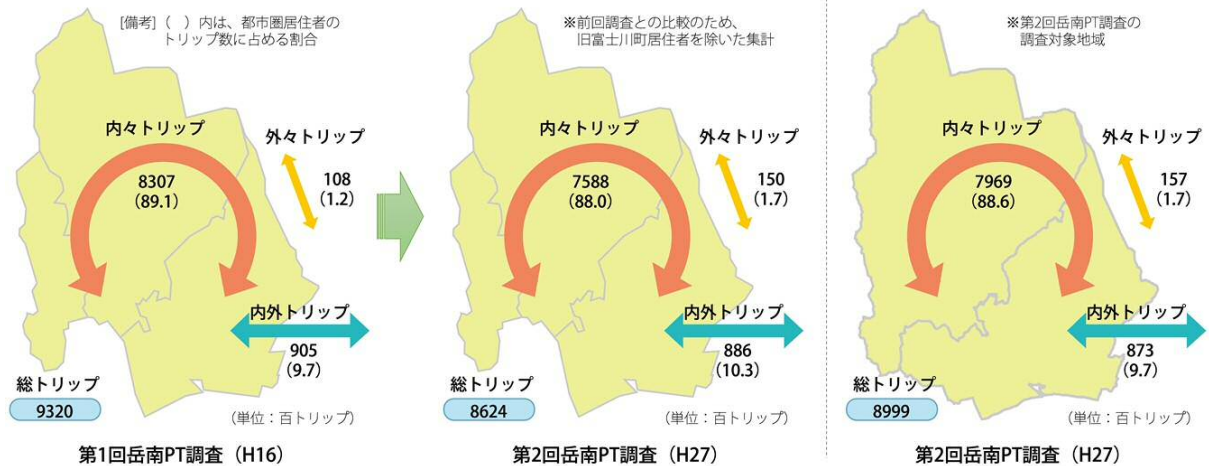 [備考]（　）内は、都市圏居住者の
トリップ数に占める割合
内々トリップ
8307
(89.1)
外々トリップ
108
(1.2)
内外トリップ
905
(9.7)
総トリップ
9320
（単位：百トリップ）
第1回岳南PT調査（H16）
※前回調査との比較のため、
旧富士川町居住者を除いた集計
内々トリップ
7588
(88.0)
外々トリップ
150
(1.7)
内外トリップ
886
(10.3)
総トリップ
8624
（単位：百トリップ）
第2回岳南PT調査（H27）
※第2回岳南PT調査の
調査対象地域
内々トリップ
7969
(88.6)
外々トリップ
157
(1.7)
内外トリップ
873
(9.7)
総トリップ
8999
（単位：百トリップ）
第2回岳南PT調査（H27）